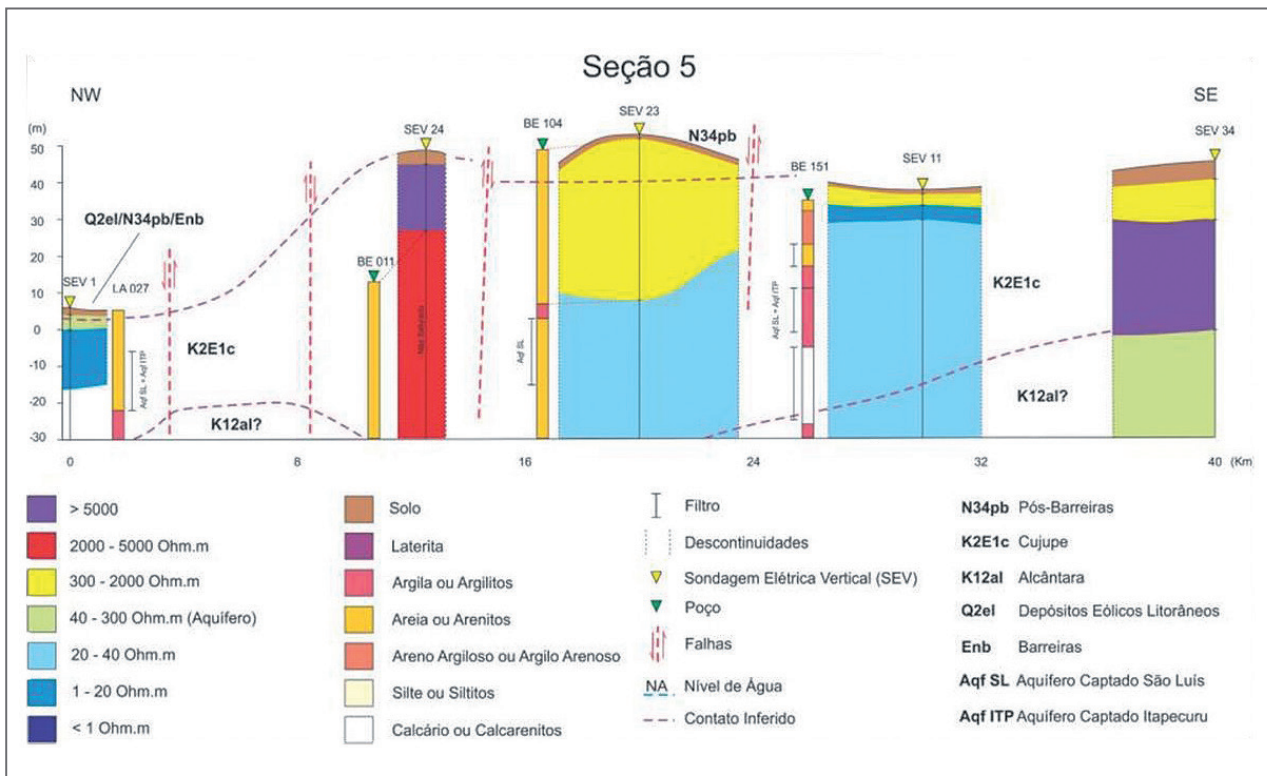 Seção 5
NW
SE
(m)
50
40
30
20
10
0
-10
-20
-30
SEV 1
LA 027
Q2el/N34pb/Enb
Aqf SL + Aqf ITP
K2E1c
K12al?
BE 011
SEV 24
Não Saturado
BE 104
Aqf SL
SEV 23
N34pb
BE 151
Aqf SL + Aqf ITP
SEV 11
K2E1c
K12al?
SEV 34
0 8 16 24 32 40 (Km)
> 5000
2000 - 5000 Ohm.m
300 - 2000 Ohm.m
40 - 300 Ohm.m (Aquífero)
20 - 40 Ohm.m
1 - 20 Ohm.m
< 1 Ohm.m
Solo
Laterita
Argila ou Argilitos
Areia ou Arenitos
Areno Argiloso ou Argilo Arenoso
Silte ou Siltitos
Calcário ou Calcarenitos
Filtro
Descontinuidades
Sondagem Elétrica Vertical (SEV)
Poço
Falhas
NA Nível de Água
Contato Inferido
N34pb Pós-Barreiras
K2E1c Cujupe
K12al Alcântara
Q2el Depósitos Eólicos Litorâneos
Enb Barreiras
Aqf SL Aquífero Captado São Luís
Aqf ITP Aquífero Captado Itapecuru